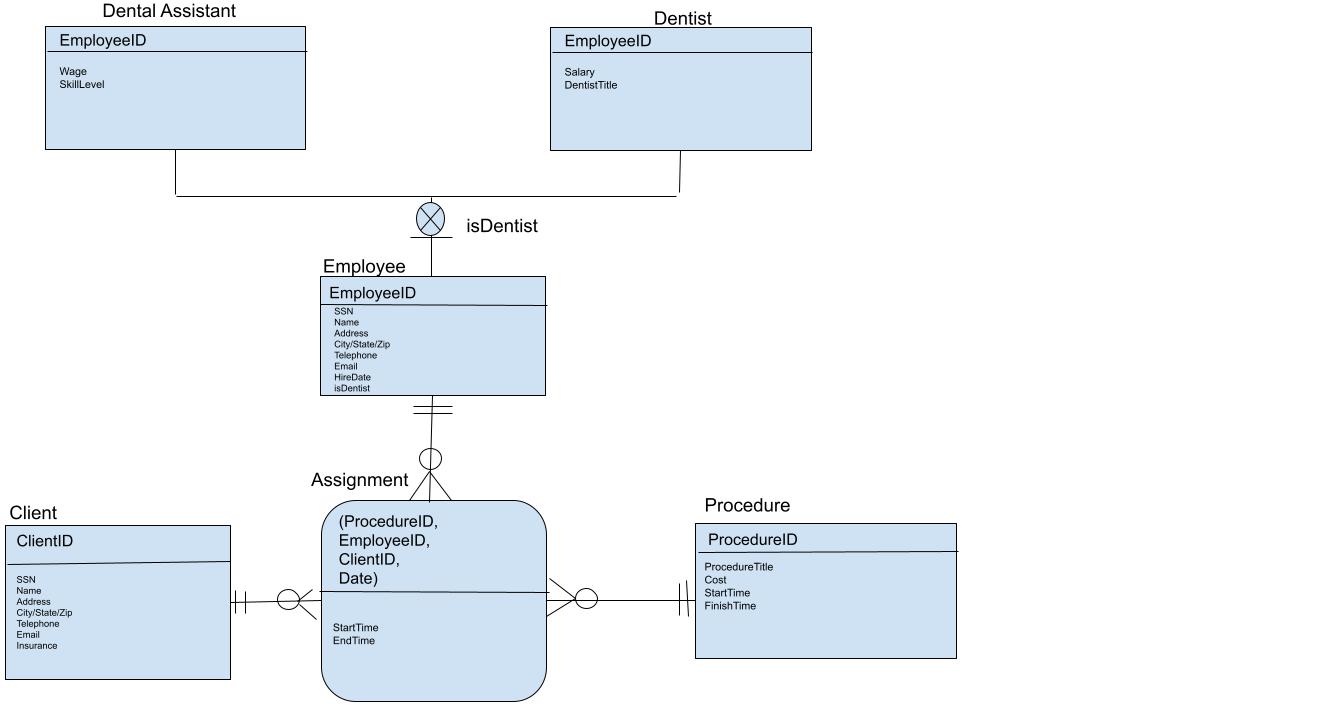 Dental Assistant
EmployeeID
Wage
SkillLevel
Dentist
EmployeeID
Salary
DentistTitle
isDentist
Employee
EmployeeID
SSN
Name
Address
City/State/Zip
Telephone
Email
HireDate
isDentist
Assignment
(ProcedureID,
EmployeeID,
ClientID,
Date)
StartTime
EndTime
Client
ClientID
SSN
Name
Address
City/State/Zip
Telephone
Email
Insurance
Procedure
ProcedureID
ProcedureTitle
Cost
StartTime
FinishTime